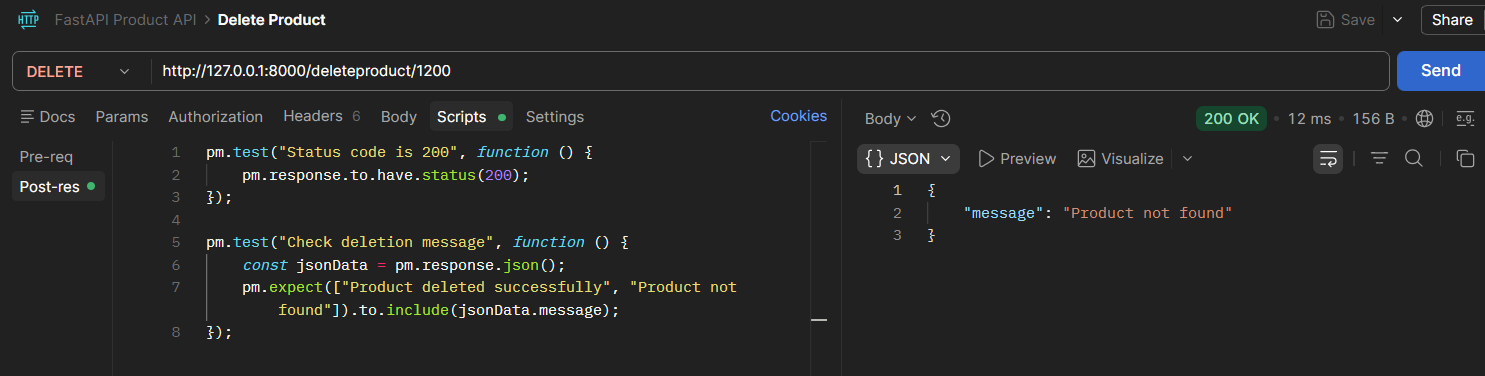 HTTP FastAPI Product API > Delete Product Save Share
DELETE http://127.0.0.1:8000/deleteproduct/1200 Send
Docs Params Authorization Headers 6 Body Scripts Settings Cookies
Pre-req
Post-res
1 pm.test("Status code is 200", function () {
2 pm.response.to.have.status(200);
3 });
4
5 pm.test("Check deletion message", function () {
6 const jsonData = pm.response.json();
7 pm.expect(["Product deleted successfully", "Product not
found"]).to.include(jsonData.message);
8 });
Body 200 OK • 12 ms • 156 B • e.g.
{} JSON Preview Visualize
1 {
2 "message": "Product not found"
3 }